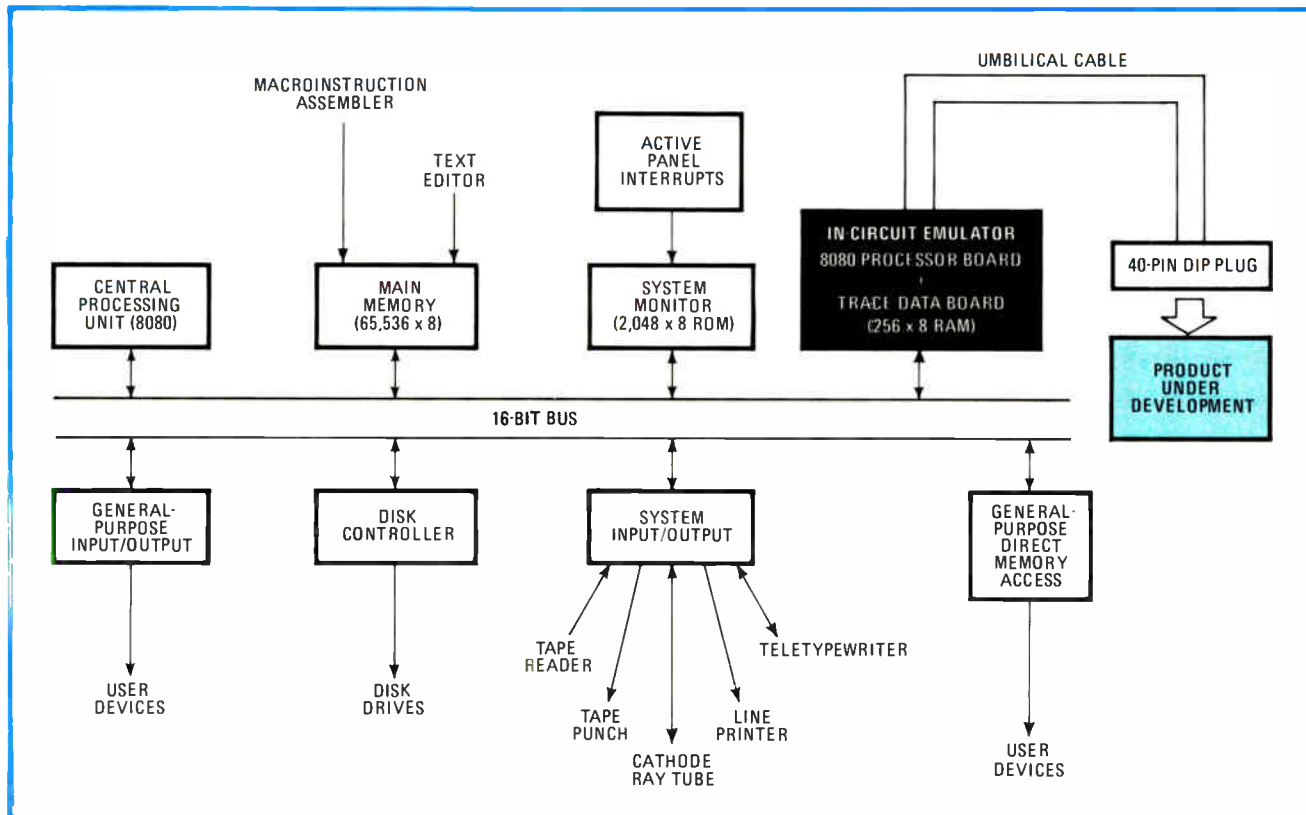 UMBILICAL CABLE
MACROINSTRUCTION
ASSEMBLER
TEXT
EDITOR
ACTIVE
PANEL
INTERRUPTS
CENTRAL
PROCESSING
UNIT (8080)
MAIN
MEMORY
(65,536 x 8)
SYSTEM
MONITOR
(2,048 x 8 ROM)
IN-CIRCUIT EMULATOR
8080 PROCESSOR BOARD
+
TRACE DATA BOARD
(256 x 8 RAM)
40-PIN DIP PLUG
PRODUCT
UNDER
DEVELOPMENT
16-BIT BUS
GENERAL-
PURPOSE
INPUT/OUTPUT
DISK
CONTROLLER
SYSTEM
INPUT/OUTPUT
GENERAL-
PURPOSE
DIRECT
MEMORY
ACCESS
USER
DEVICES
DISK
DRIVES
TAPE
READER
TAPE
PUNCH
CATHODE
RAY TUBE
LINE
PRINTER
TELETYPEWRITER
USER
DEVICES